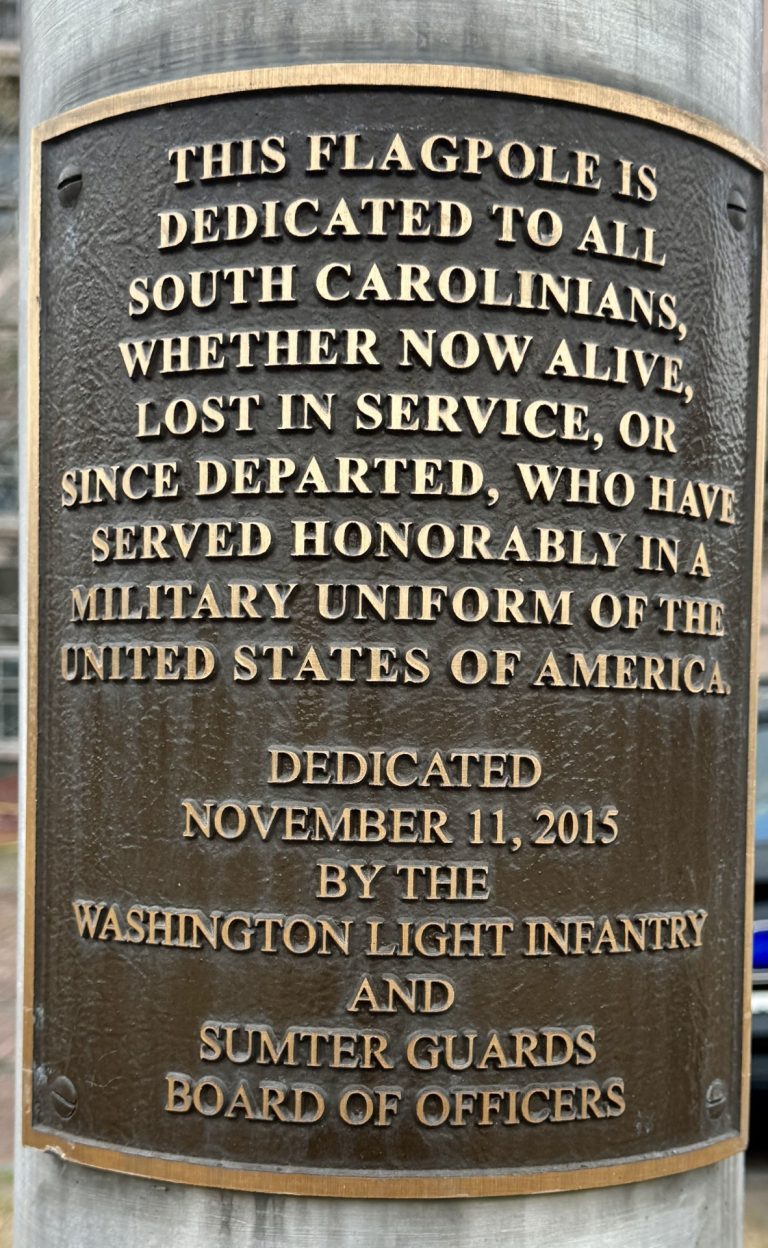 THIS FLAGPOLE IS
DEDICATED TO ALL
SOUTH CAROLINIANS,
WHETHER NOW ALIVE,
LOST IN SERVICE, OR
SINCE DEPARTED, WHO HAVE
SERVED HONORABLY IN A
MILITARY UNIFORM OF THE
UNITED STATES OF AMERICA.
DEDICATED
NOVEMBER 11, 2015
BY THE
WASHINGTON LIGHT INFANTRY
AND
SUMTER GUARDS
BOARD OF OFFICERS